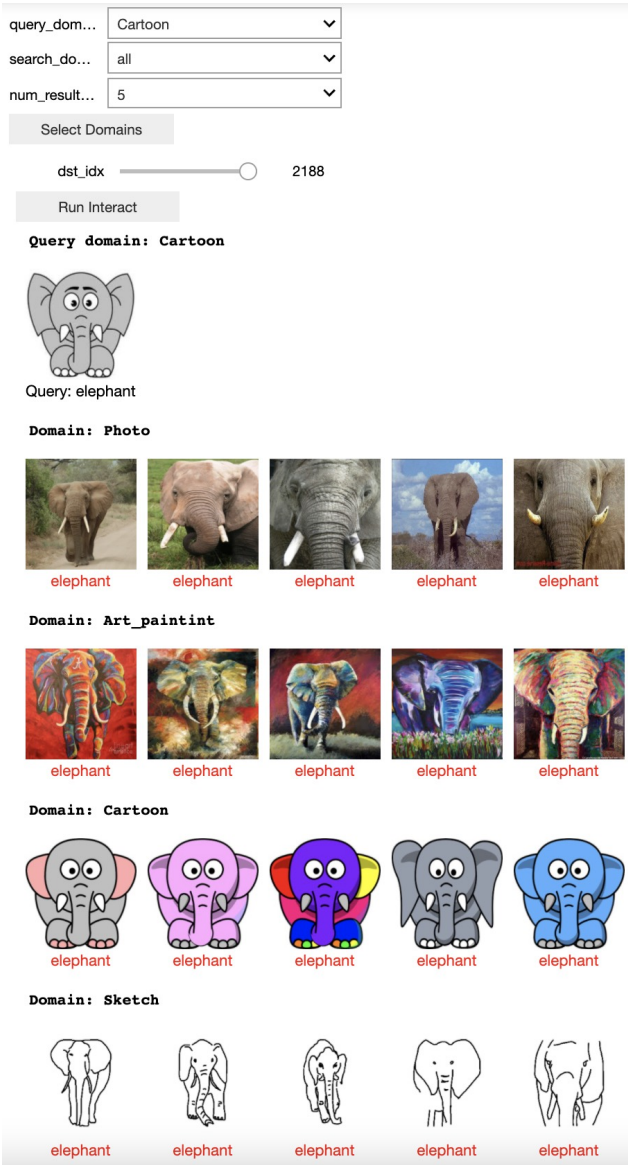 query_dom… Cartoon
search_do… all
num_result… 5
Select Domains
dst_idx 2188
Run Interact
Query domain: Cartoon
Query: elephant
Domain: Photo
elephant elephant elephant elephant elephant
Domain: Art_paintint
elephant elephant elephant elephant elephant
Domain: Cartoon
elephant elephant elephant elephant elephant
Domain: Sketch
elephant elephant elephant elephant elephant